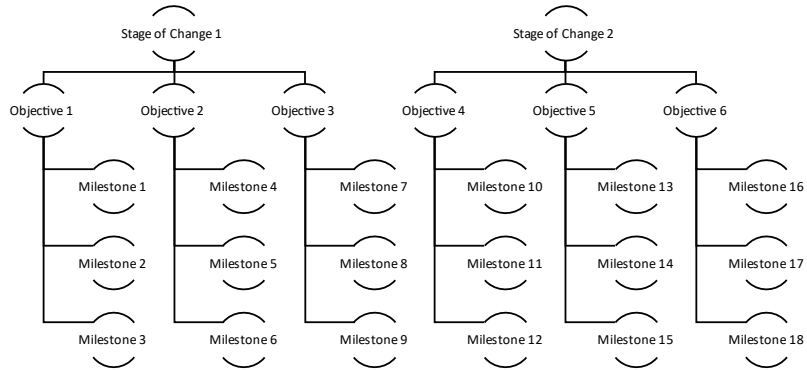 Stage of Change 1
Stage of Change 2
Objective 1
Objective 2
Objective 3
Objective 4
Objective 5
Objective 6
Milestone 1
Milestone 4
Milestone 7
Milestone 10
Milestone 13
Milestone 16
Milestone 2
Milestone 5
Milestone 8
Milestone 11
Milestone 14
Milestone 17
Milestone 3
Milestone 6
Milestone 9
Milestone 12
Milestone 15
Milestone 18